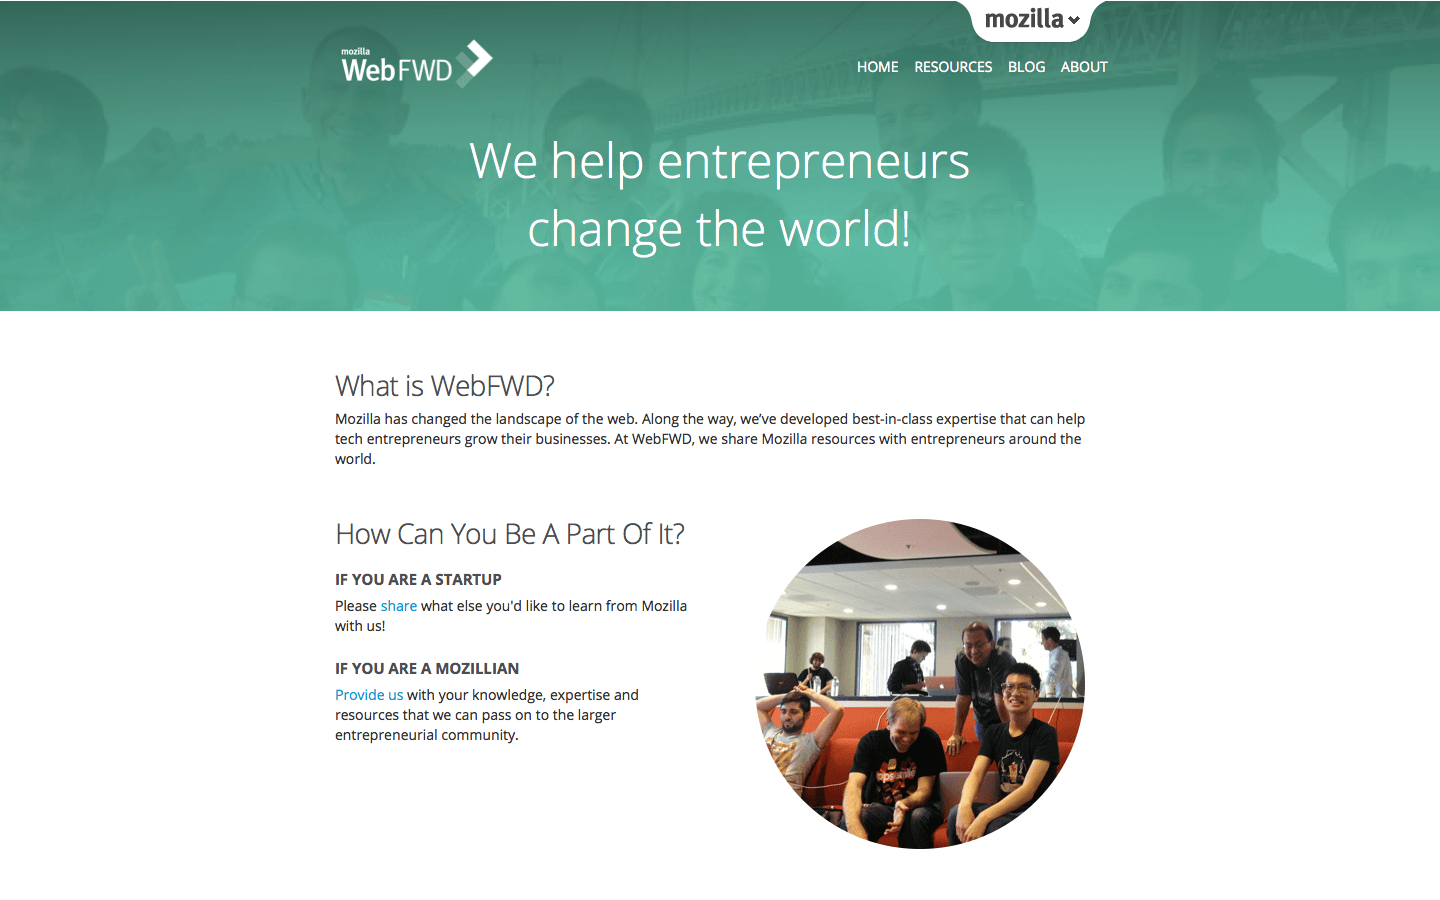 mozilla
mozilla
WebFWD
HOME RESOURCES BLOG ABOUT
We help entrepreneurs
change the world!
What is WebFWD?
Mozilla has changed the landscape of the web. Along the way, we’ve developed best-in-class expertise that can help
tech entrepreneurs grow their businesses. At WebFWD, we share Mozilla resources with entrepreneurs around the
world.
How Can You Be A Part Of It?
IF YOU ARE A STARTUP
Please share what else you'd like to learn from Mozilla
with us!
IF YOU ARE A MOZILLIAN
Provide us with your knowledge, expertise and
resources that we can pass on to the larger
entrepreneurial community.